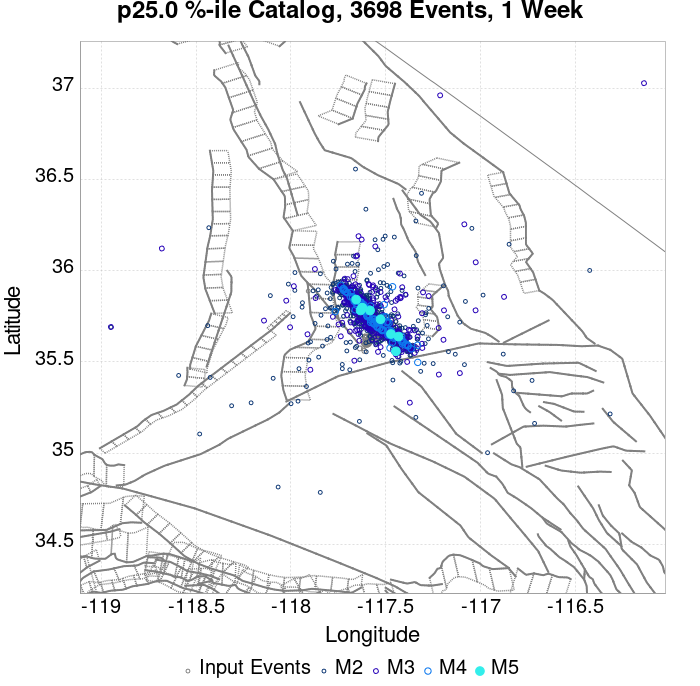 p25.0 %-ile Catalog, 3698 Events, 1 Week
37
36.5
36
35.5
35
34.5
Latitude
-119 -118.5 -118 -117.5 -117 -116.5
Longitude
Input Events M2 M3 M4 M5